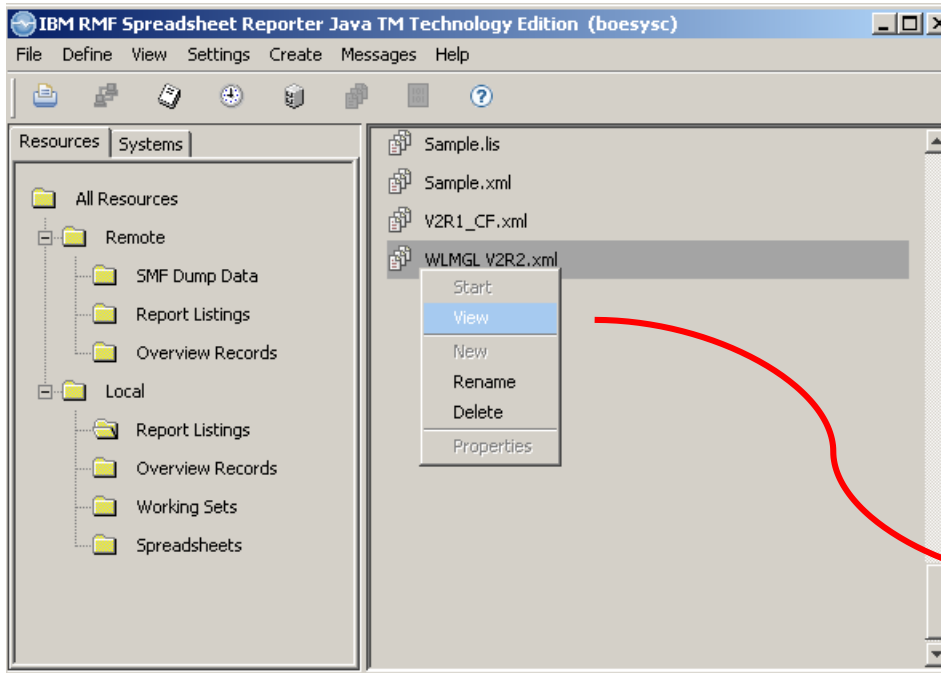 IBM RMF Spreadsheet Reporter Java TM Technology Edition (boesysc)
File Define View Settings Create Messages Help
Resources Systems
All Resources
Remote
SMF Dump Data
Report Listings
Overview Records
Local
Report Listings
Overview Records
Working Sets
Spreadsheets
Sample.lis
Sample.xml
V2R1_CF.xml
WLMGL V2R2.xml
Start
View
New
Rename
Delete
Properties